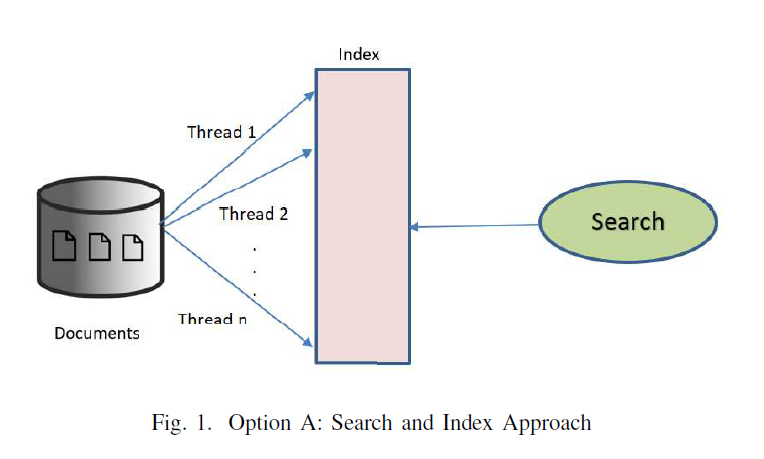 Index
Thread 1
Thread 2
.
.
.
Thread n
Search
Documents
Fig. 1. Option A: Search and Index Approach